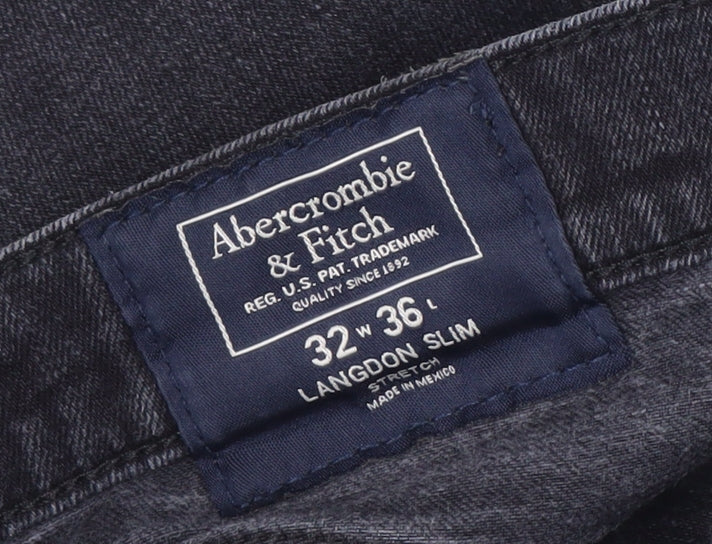 Abercrombie
& Fitch
REG. U.S. PAT. TRADEMARK
QUALITY SINCE 1892
32 W 36 L
LANGDON SLIM
STRETCH
MADE IN MEXICO